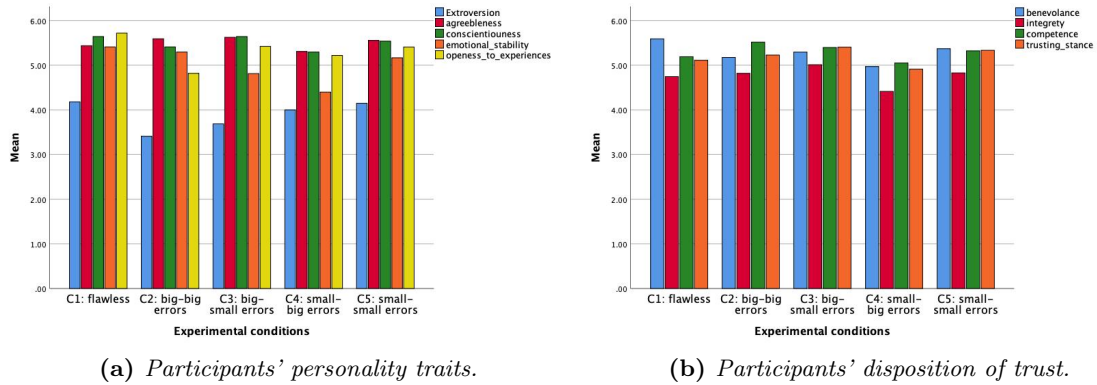 6.00
5.00
4.00
3.00
2.00
1.00
.00
Mean
C1: flawless
C2: big-big
errors
C3: big-
small errors
C4: small-
big errors
C5: small-
small errors
Experimental conditions
Extroversion
agreebleness
conscientiouness
emotional_stability
openess_to_experiences
(a) Participants' personality traits.
6.00
5.00
4.00
3.00
2.00
1.00
.00
Mean
C1: flawless
C2: big-big
errors
C3: big-
small errors
C4: small-
big errors
C5: small-
small errors
Experimental conditions
benevolance
integrety
competence
trusting_stance
(b) Participants' disposition of trust.